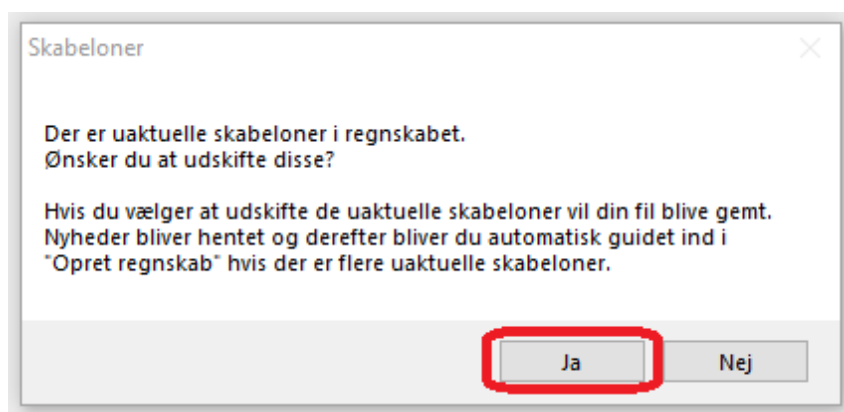 Skabeloner
Der er uaktuelle skabeloner i regnskabet.
Ønsker du at udskifte disse?
Hvis du vælger at udskifte de uaktuelle skabeloner vil din fil blive gemt.
Nyheder bliver hentet og derefter bliver du automatisk guidet ind i
"Opret regnskab" hvis der er flere uaktuelle skabeloner.
Ja
Nej